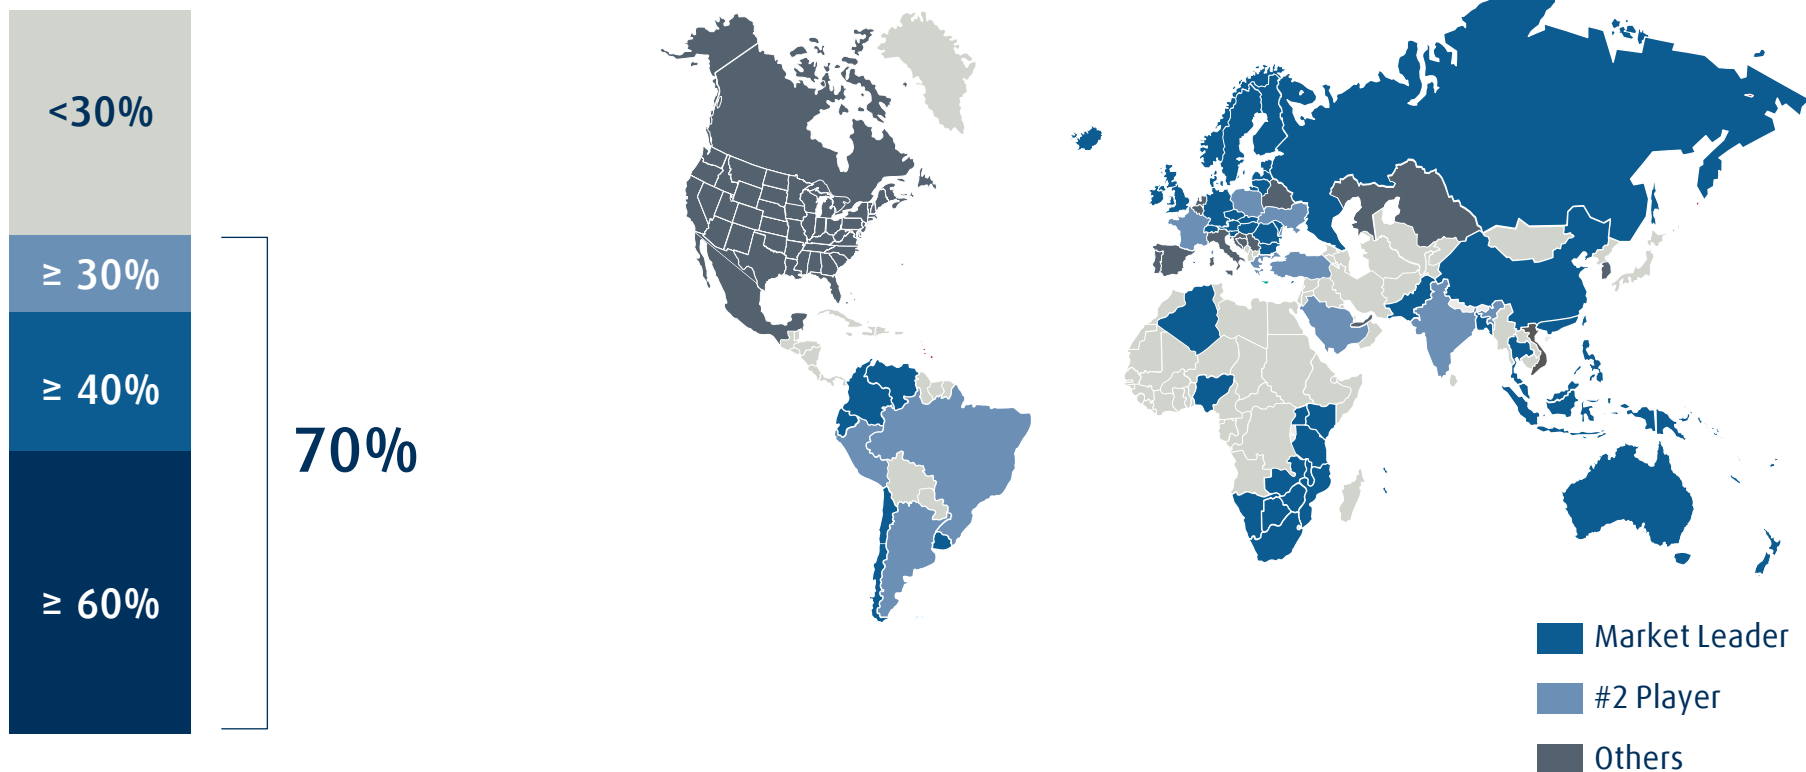 <30%
≥ 30%
≥ 40%
70%
≥ 60%
Market Leader
#2 Player
Others